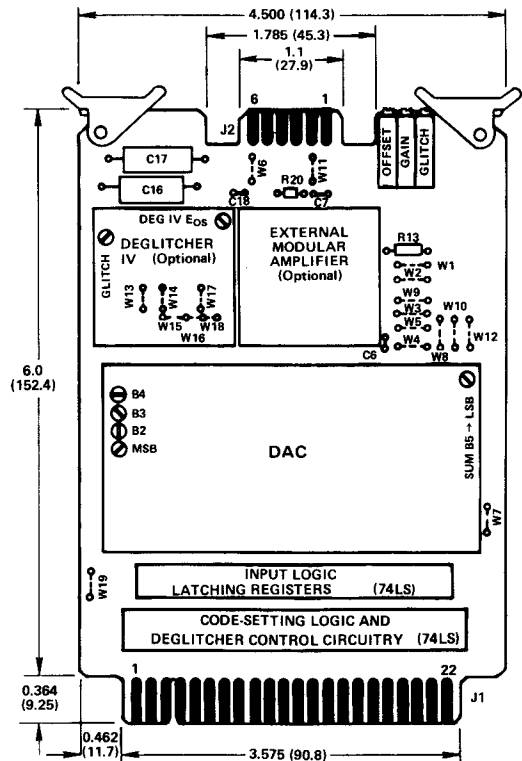 4.500 (114.3)
1.785 (45.3)
1.1
(27.9)
6 1
J2
OFFSET
GAIN
GLITCH
C17
W6
W11
R20
C16
C18
C7
DEG IV EOS
DEGLITCHER
IV (Optional)
GLITCH
EXTERNAL
MODULAR
AMPLIFIER
(Optional)
R13
W1
W2
W13
W14
W17
W9
W10
W3
W15
W18
W5
W16
W12
W4
W8
C6
6.0
(152.4)
B4
B3
B2
MSB
DAC
SUM B5 → LSB
W7
W19
INPUT LOGIC
LATCHING REGISTERS (74LS)
CODE-SETTING LOGIC AND
DEGLITCHER CONTROL CIRCUITRY (74LS)
1 22
J1
0.364
(9.25)
0.462
(11.7)
3.575 (90.8)